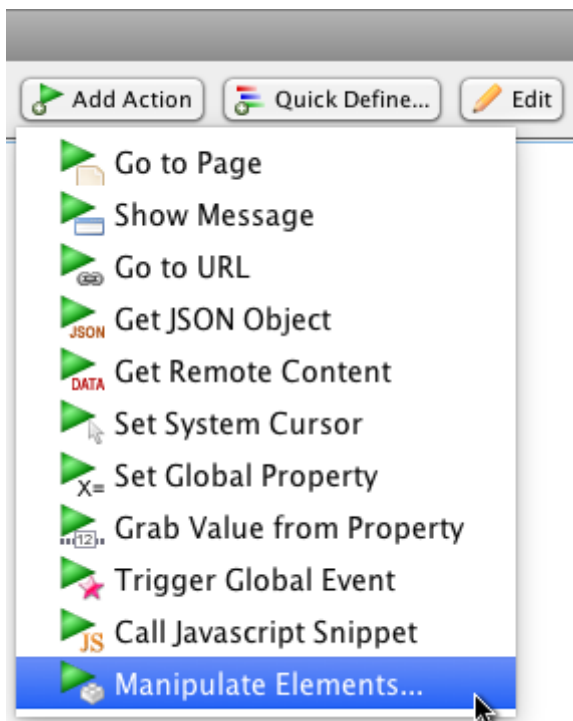 Add Action Quick Define... Edit
Go to Page
Show Message
Go to URL
JSON Get JSON Object
DATA Get Remote Content
Set System Cursor
X= Set Global Property
12 Grab Value from Property
Trigger Global Event
JS Call Javascript Snippet
Manipulate Elements...